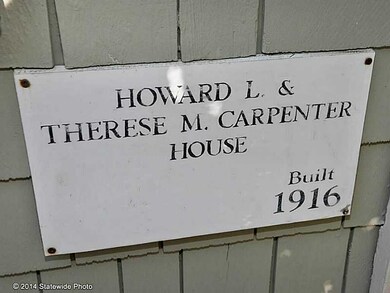 HOWARD L. &
THERESE M. CARPENTER
HOUSE
Built
1916
© 2014 Statewide Photo